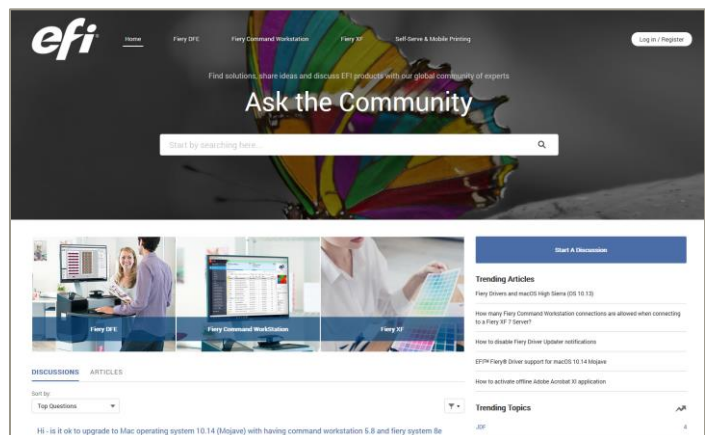 efi
Home
Fiery DFE
Fiery Command Workstation
Fiery XF
Self-Serve & Mobile Printing
Log in / Register
Find solutions, share ideas and discuss EFI products with our global community of experts
Ask the Community
Start by searching here...
Fiery DFE
Fiery Command WorkStation
Fiery XF
Start A Discussion
Trending Articles
Fiery Drivers and macOS High Sierra (OS 10.13)
How many Fiery Command Workstation connections are allowed when connecting
to a Fiery XF 7 Server?
How to disable Fiery Driver Updater notifications
EFI™ Fiery® Driver support for macOS 10.14 Mojave
How to activate offline Adobe Acrobat XI application
Trending Topics
JDF
4
DISCUSSIONS
ARTICLES
Sort by:
Top Questions
Hi - is it ok to upgrade to Mac operating system 10.14 (Mojave) with having command workstation 5.8 and fiery system 8e